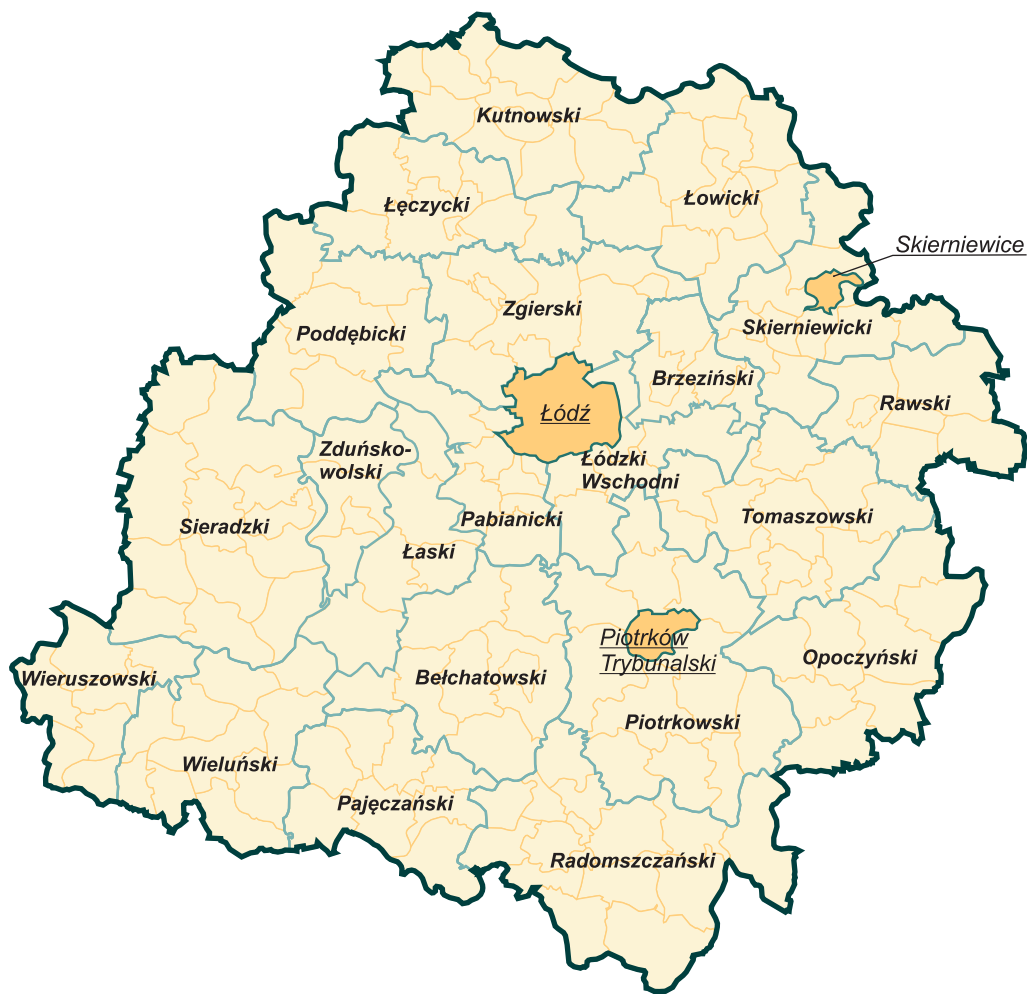 Kutnowski
Łęczycki
Łowicki
Skierniewice
Zgierski
Poddębicki
Skierniewicki
Brzeziński
Rawski
Łódź
Zduńsko-
wolski
Łódzki
Wschodni
Sieradzki
Pabianicki
Tomaszowski
Łaski
Piotrków
Trybunalski
Opoczyński
Wieruszowski
Bełchatowski
Piotrkowski
Wieluński
Pajęczański
Radomszczański